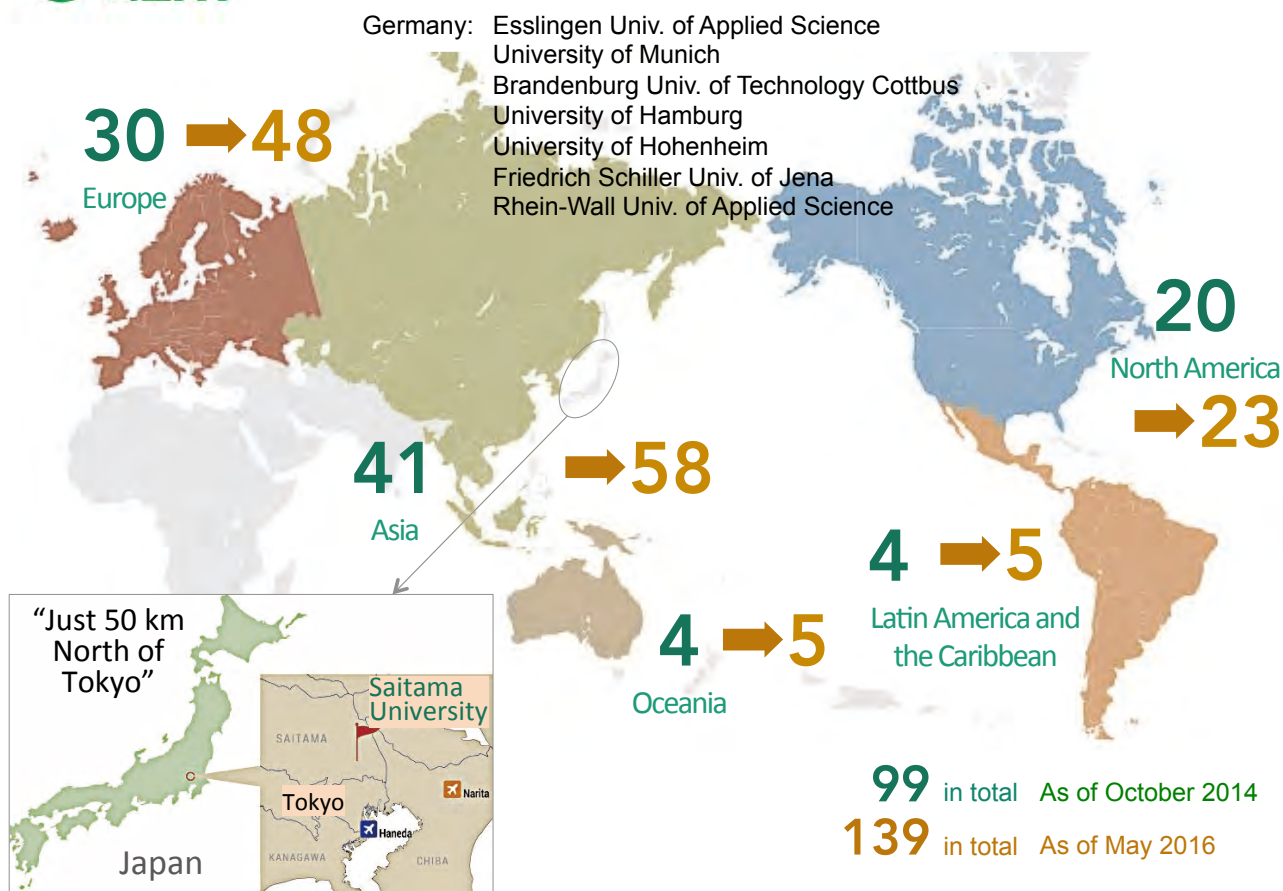 Germany: Esslingen Univ. of Applied Science
University of Munich
Brandenburg Univ. of Technology Cottbus
University of Hamburg
University of Hohenheim
Friedrich Schiller Univ. of Jena
Rhein-Wall Univ. of Applied Science
30 48
Europe
20
North America
23
41 58
Asia
4 5
Latin America and
the Caribbean
4 5
Oceania
“Just 50 km
North of
Tokyo”
Japan
Saitama
University
SAITAMA
Tokyo
Narita
Haneda
KANAGAWA
CHIBA
99 in total As of October 2014
139 in total As of May 2016